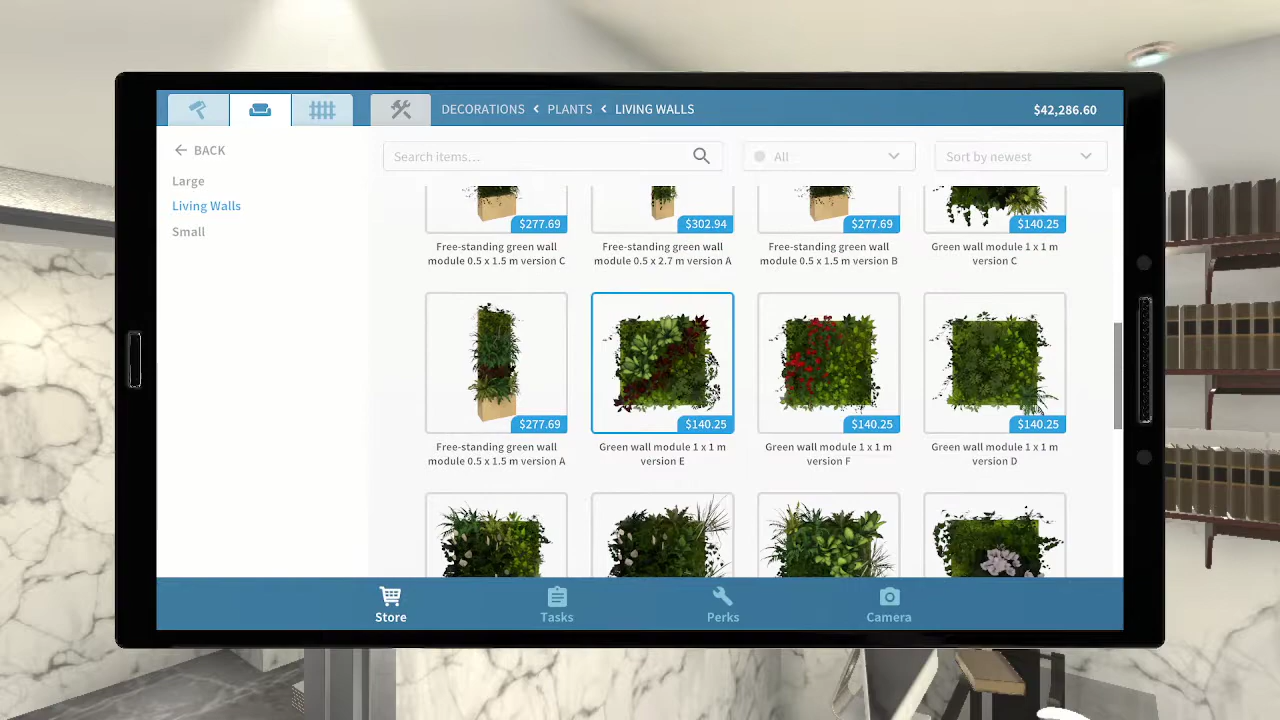 DECORATIONS < PLANTS < LIVING WALLS
$42,286.60
BACK
Search items...
All
Sort by newest
Large
Living Walls
Small
$277.69
$302.94
$277.69
$140.25
Free-standing green wall
module 0.5 x 1.5 m version C
Free-standing green wall
module 0.5 x 2.7 m version A
Free-standing green wall
module 0.5 x 1.5 m version B
Green wall module 1 x 1 m
version C
$277.69
$140.25
$140.25
$140.25
Free-standing green wall
module 0.5 x 1.5 m version A
Green wall module 1 x 1 m
version E
Green wall module 1 x 1 m
version F
Green wall module 1 x 1 m
version D
Store
Tasks
Perks
Camera